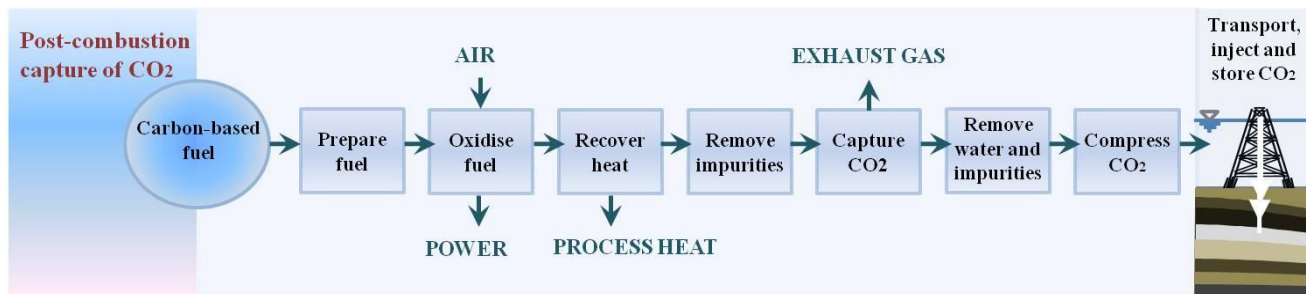 Post-combustion
capture of CO₂
Carbon-based
fuel
Prepare
fuel
AIR
Oxidise
fuel
POWER
Recover
heat
PROCESS HEAT
Remove
impurities
EXHAUST GAS
Capture
CO2
Remove
water and
impurities
Compress
CO₂
Transport,
inject and
store CO₂